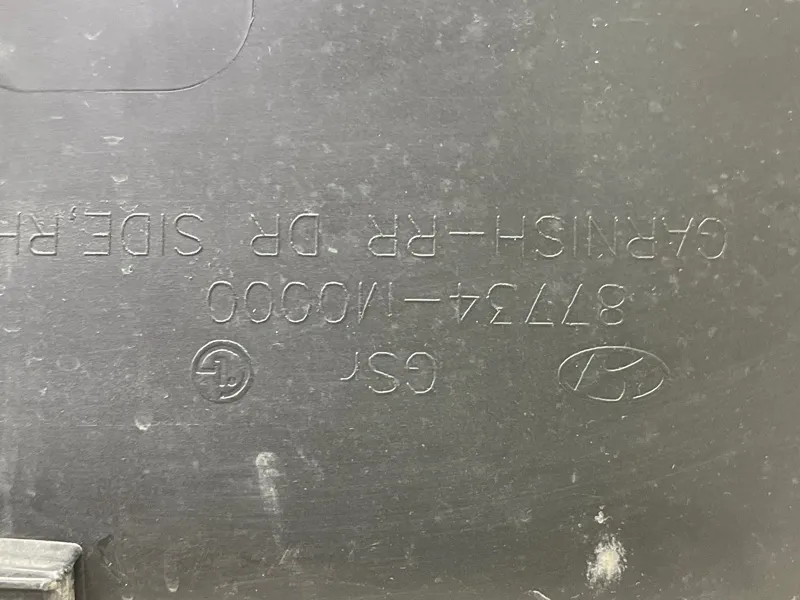 GSr
87734-M0000
GARNISH-RR DR SIDE,RH